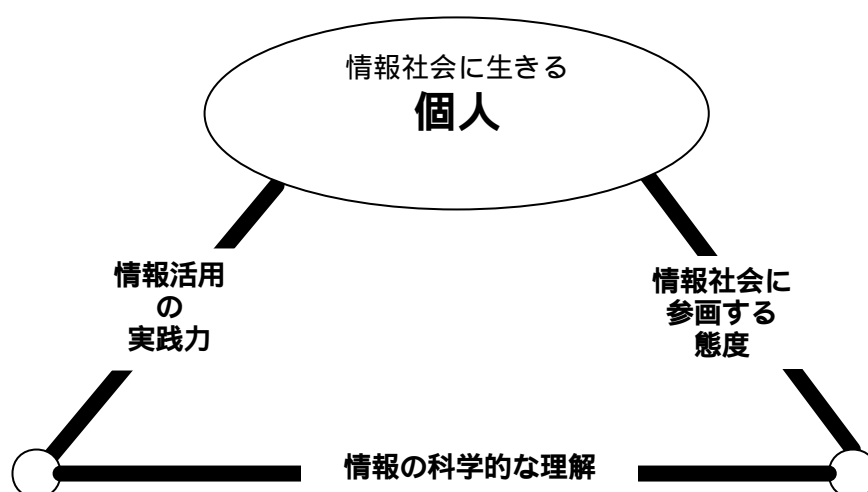 情報社会に生きる
個人
情報活用
の
実践力
情報社会に
参画する
態度
情報の科学的な理解